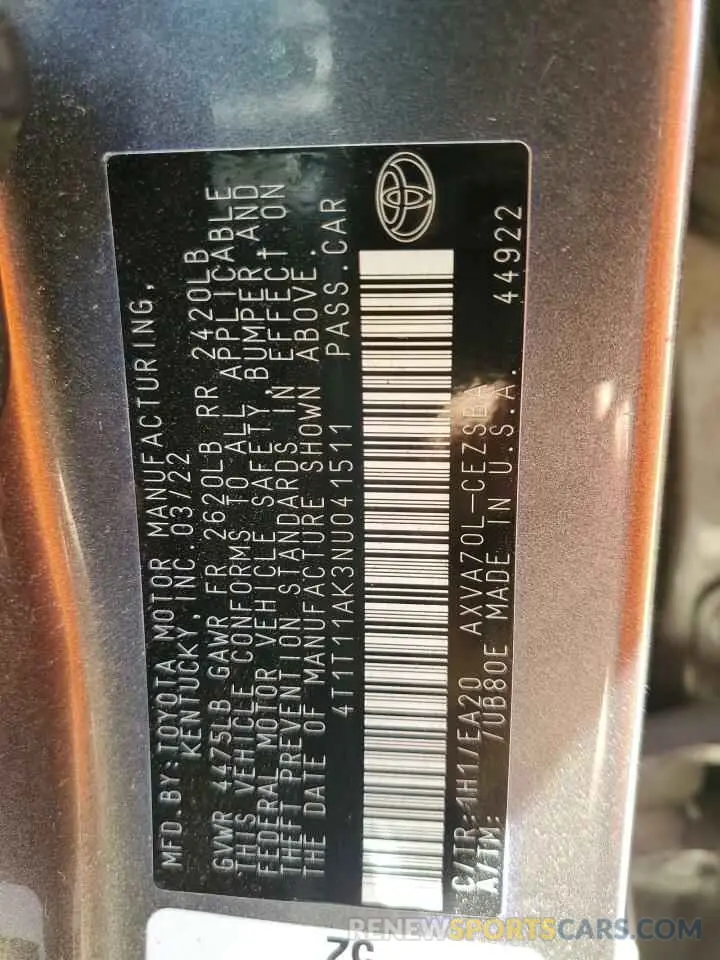 MFD. BY: TOYOTA MOTOR MANUFACTURING,
KENTUCKY, INC. 03/22
GVWR 4475LB GAWR FR 2620LB RR 2420LB
THIS VEHICLE CONFORMS TO ALL APPLICABLE
FEDERAL MOTOR VEHICLE SAFETY, BUMPER, AND
THEFT PREVENTION STANDARDS IN EFFECT ON
THE DATE OF MANUFACTURE SHOWN ABOVE.
4T1T11AK3NU041511 PASS.CAR
C/TR: 1H1/EA20 AXVA70L-CEZSBA
A/TM: /UB80E MADE IN U.S.A. 44922
RENEWSPORTSCARS.COM